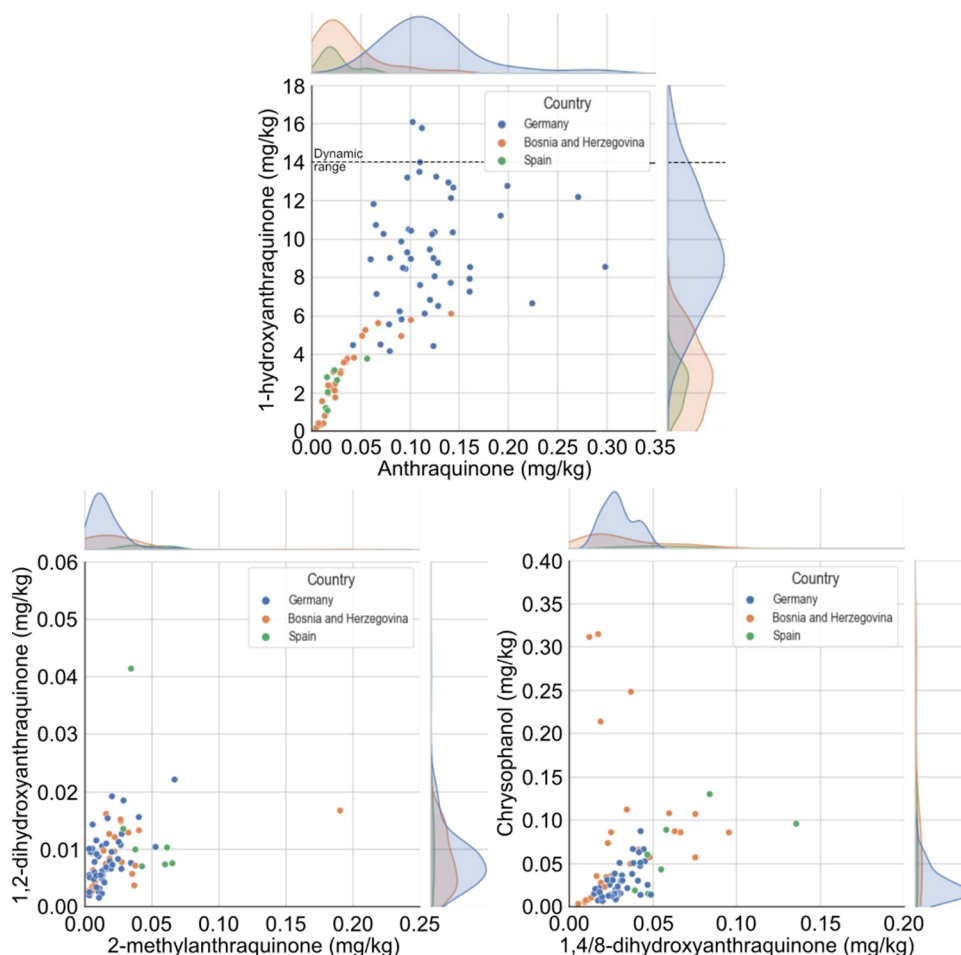 18
16
14
12
10
8
6
4
2
0
1-hydroxyanthraquinone (mg/kg)
Dynamic
range
Country
Germany
Bosnia and Herzegovina
Spain
0.00 0.05 0.10 0.15 0.20 0.25 0.30 0.35
Anthraquinone (mg/kg)
0.06
0.05
0.04
0.03
0.02
0.01
0.00
1,2-dihydroxyanthraquinone (mg/kg)
Country
Germany
Bosnia and Herzegovina
Spain
0.00 0.05 0.10 0.15 0.20 0.25
2-methylanthraquinone (mg/kg)
0.40
0.35
0.30
0.25
0.20
0.15
0.10
0.05
0.00
Chrysophanol (mg/kg)
Country
Germany
Bosnia and Herzegovina
Spain
0.00 0.05 0.10 0.15 0.20
1,4/8-dihydroxyanthraquinone (mg/kg)